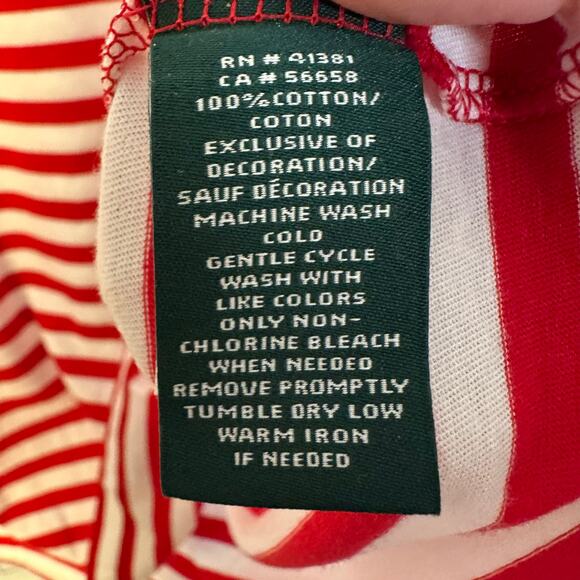 RN # 41381
CA # 56658
100%COTTON/
COTON
EXCLUSIVE OF
DECORATION/
SAUF DÉCORATION
MACHINE WASH
COLD
GENTLE CYCLE
WASH WITH
LIKE COLORS
ONLY NON-
CHLORINE BLEACH
WHEN NEEDED
REMOVE PROMPTLY
TUMBLE DRY LOW
WARM IRON
IF NEEDED